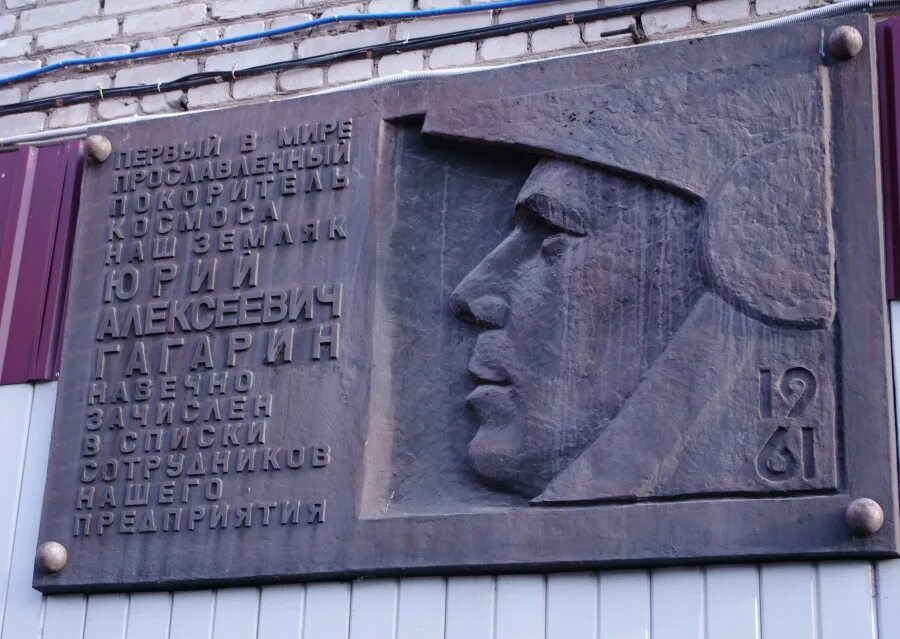 ПЕРВЫЙ В МИРЕ
ПРОСЛАВЛЕННЫЙ
ПОКОРИТЕЛЬ
КОСМОСА
НАШ ЗЕМЛЯК
ЮРИЙ
АЛЕКСЕЕВИЧ
ГАГАРИН
НАВЕЧНО
ЗАЧИСЛЕН
В СПИСКИ
СОТРУДНИКОВ
НАШЕГО
ПРЕДПРИЯТИЯ
19
61